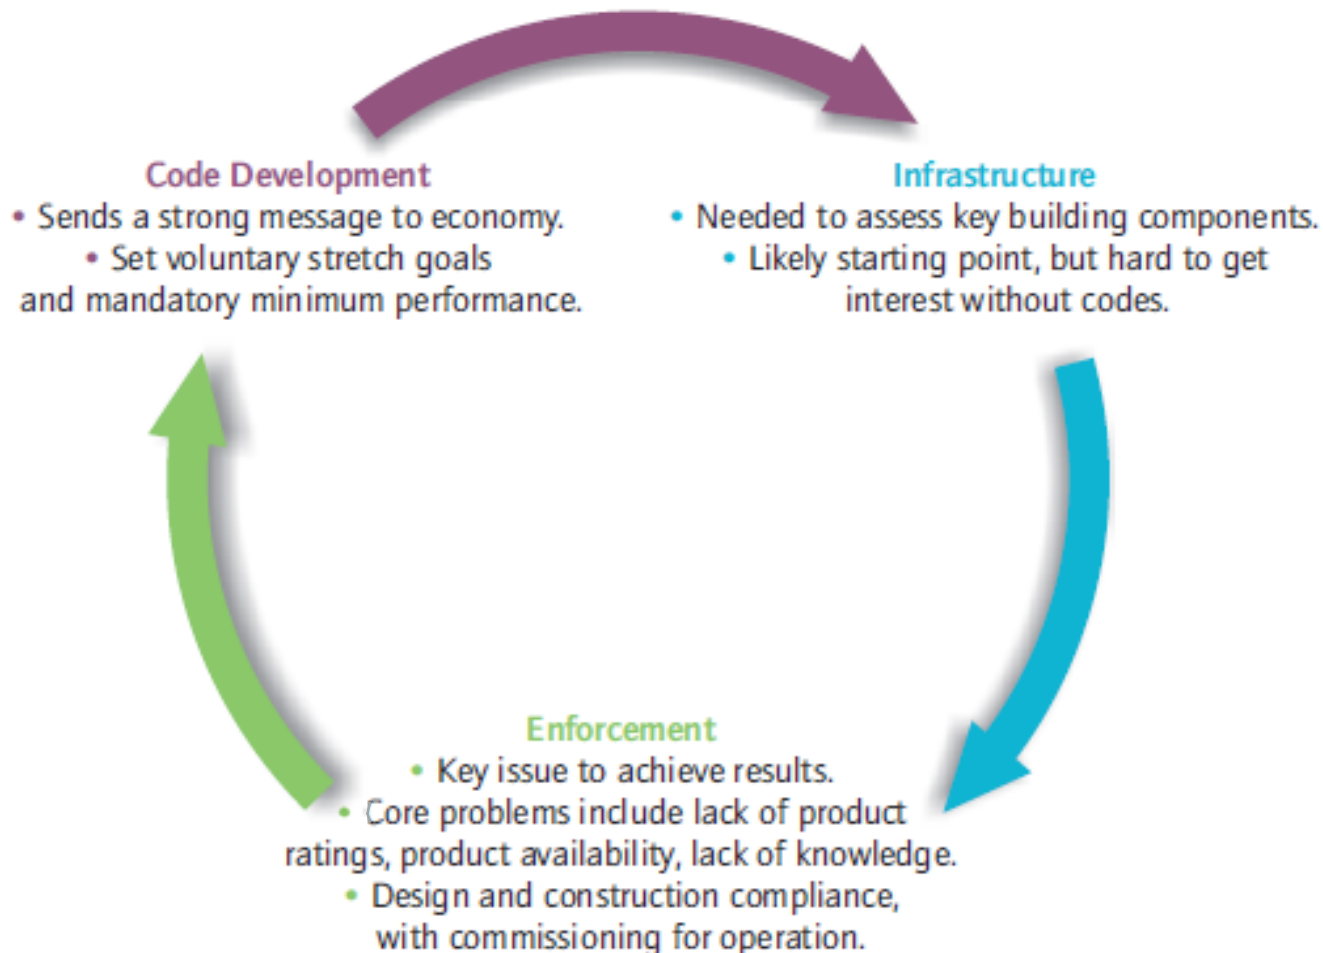 Code Development
• Sends a strong message to economy.
• Set voluntary stretch goals
and mandatory minimum performance.
Infrastructure
• Needed to assess key building components.
• Likely starting point, but hard to get
interest without codes.
Enforcement
• Key issue to achieve results.
• Core problems include lack of product
ratings, product availability, lack of knowledge.
• Design and construction compliance,
with commissioning for operation.